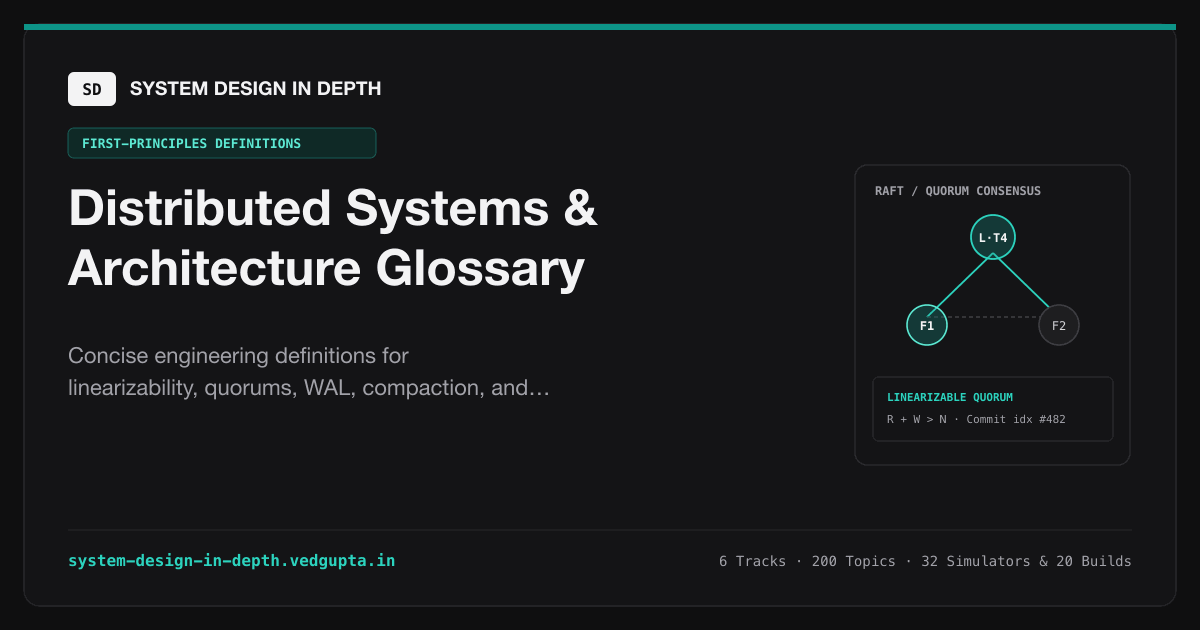 SD
SYSTEM DESIGN IN DEPTH
FIRST-PRINCIPLES DEFINITIONS
Distributed Systems &
Architecture Glossary
Concise engineering definitions for
linearizability, quorums, WAL, compaction, and…
RAFT / QUORUM CONSENSUS
L·T4
F1
F2
LINEARIZABLE QUORUM
R + W > N · Commit idx #482
system-design-in-depth.vedgupta.in
6 Tracks · 200 Topics · 32 Simulators & 20 Builds